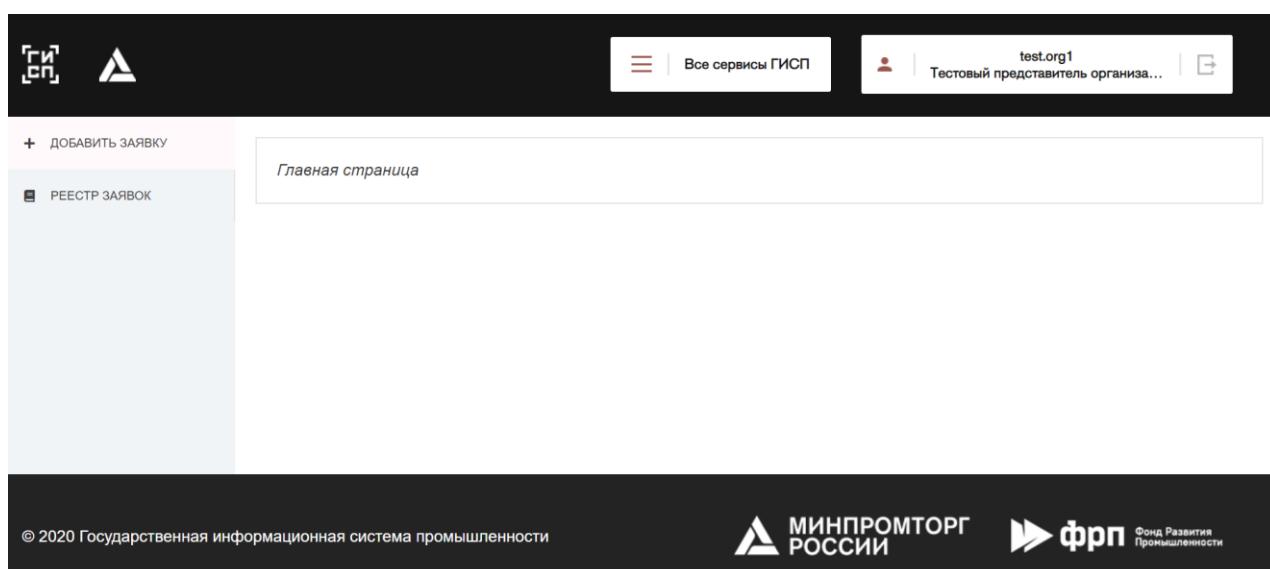 ГИ
СП
Все сервисы ГИСП
test.org1
Тестовый представитель организа...
ДОБАВИТЬ ЗАЯВКУ
Главная страница
РЕЕСТР ЗАЯВОК
© 2020 Государственная информационная система промышленности
МИНПРОМТОРГ
РОССИИ
фрп
Фонд Развития
Промышленности